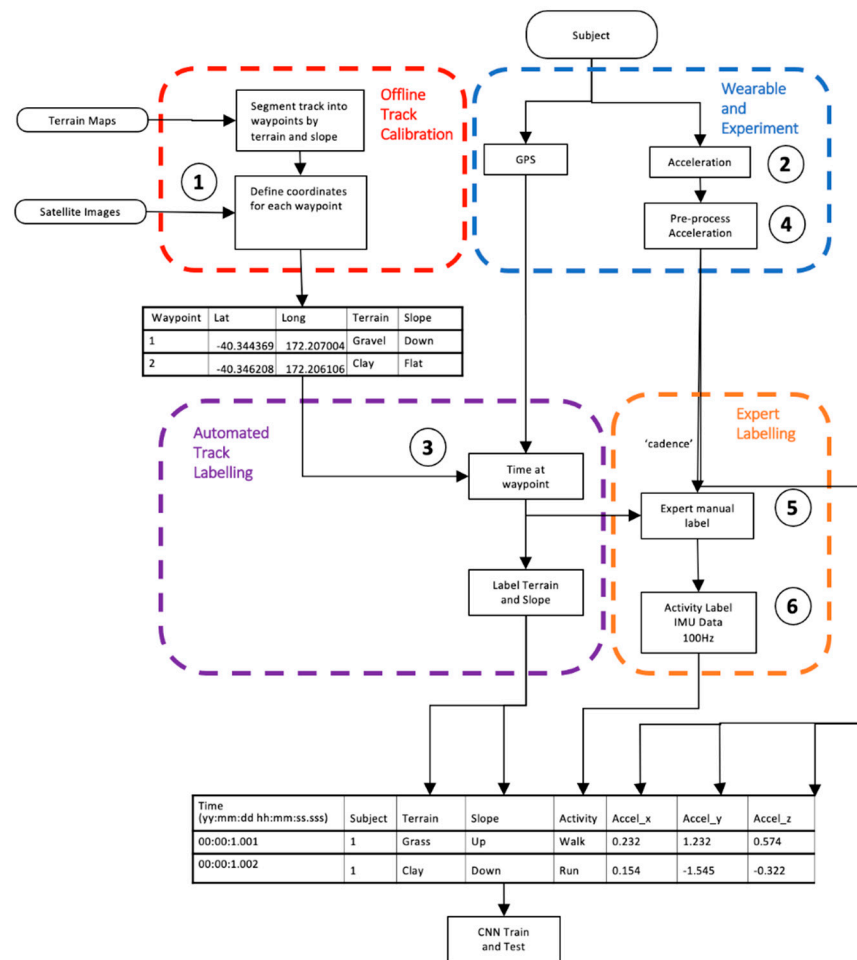 Subject
Offline
Track
Calibration
Wearable
and
Experiment
Terrain Maps
Segment track into
waypoints by
terrain and slope
GPS
Acceleration
2
1
Satellite Images
Define coordinates
for each waypoint
Pre-process
Acceleration
4
Waypoint Lat Long Terrain Slope
1 -40.344369 172.207004 Gravel Down
2 -40.346208 172.206106 Clay Flat
Automated
Track
Labelling
3
Time at
waypoint
Expert
Labelling
'cadence'
Expert manual
label
5
Label Terrain
and Slope
Activity Label
IMU Data
100Hz
6
Time
(yy:mm:dd hh:mm:ss.sss) Subject Terrain Slope Activity Accel_x Accel_y Accel_z
00:00:1.001 1 Grass Up Walk 0.232 1.232 0.574
00:00:1.002 1 Clay Down Run 0.154 -1.545 -0.322
CNN Train
and Test